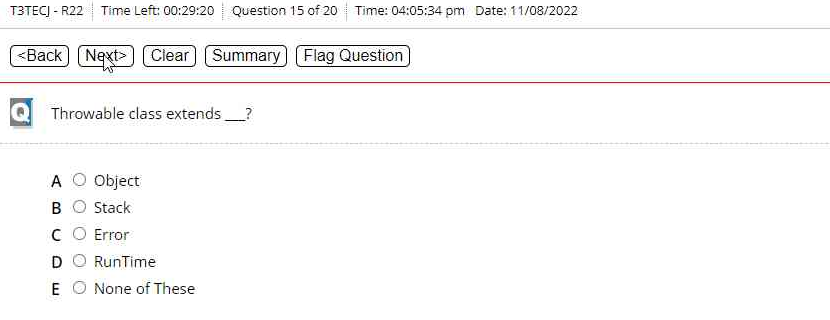 T3TECJ - R22 Time Left: 00:29:20 Question 15 of 20 Time: 04:05:34 pm Date: 11/08/2022
<Back Next> Clear Summary Flag Question
Q Throwable class extends ___?
A Object
B Stack
C Error
D RunTime
E None of These